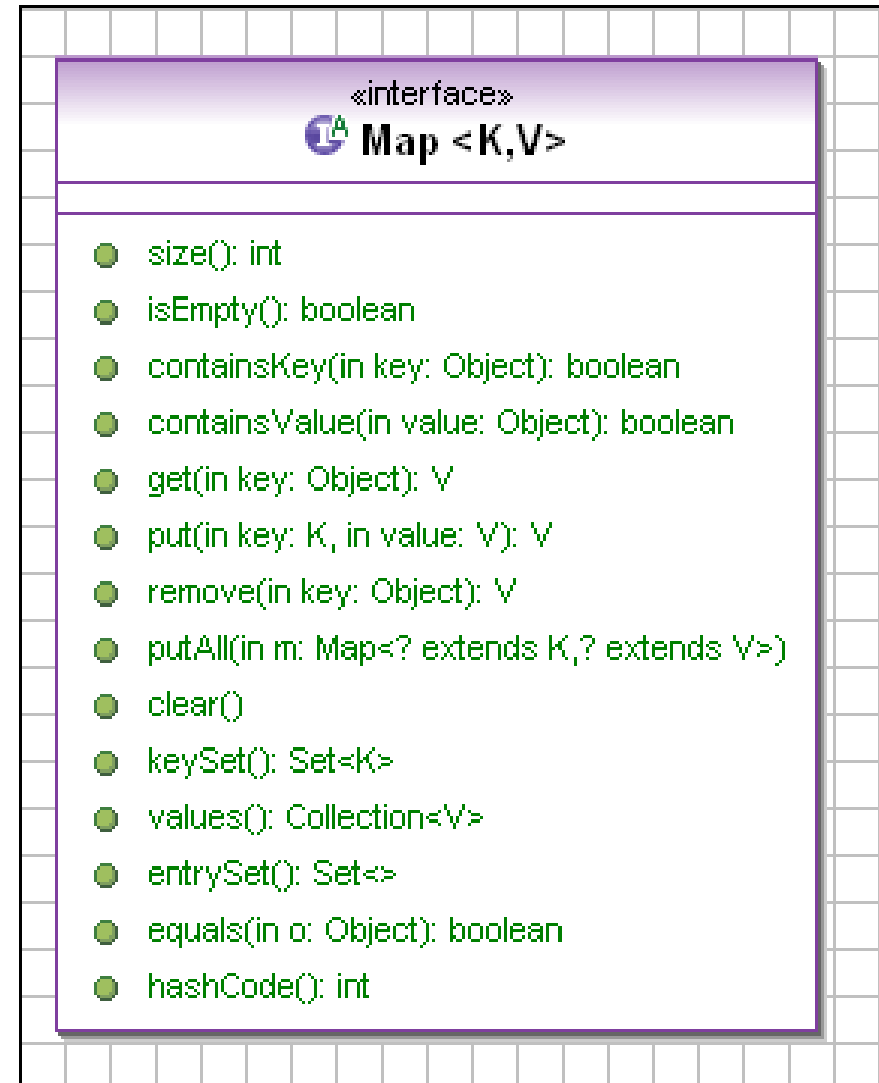 «interface»
Map <K,V>
size(): int
isEmpty(): boolean
containsKey(in key: Object): boolean
containsValue(in value: Object): boolean
get(in key: Object): V
put(in key: K, in value: V): V
remove(in key: Object): V
putAll(in m: Map<? extends K,? extends V>)
clear()
keySet(): Set<K>
values(): Collection<V>
entrySet(): Set<>
equals(in o: Object): boolean
hashCode(): int